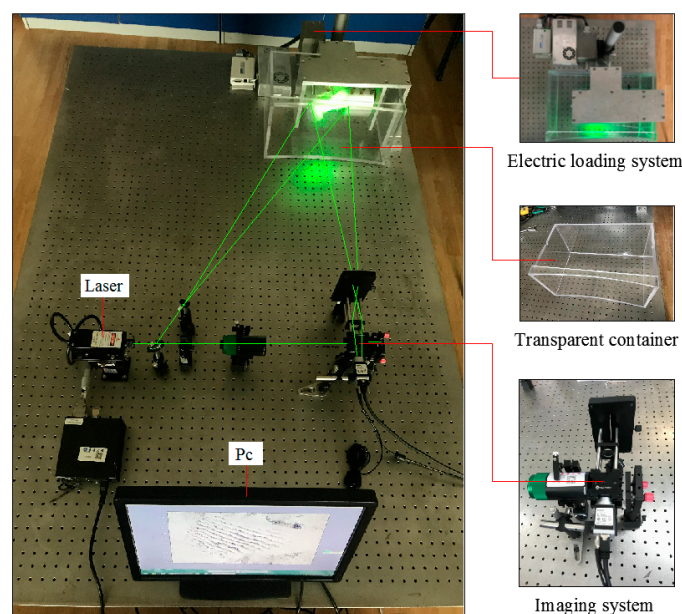 Electric loading system
Transparent container
Laser
Pc
Imaging system